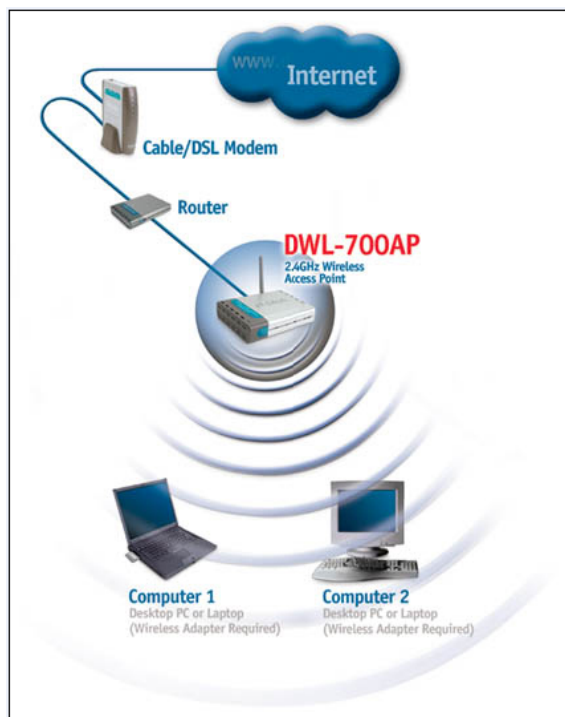 www. Internet
Cable/DSL Modem
Router
DWL-700AP
2.4GHz Wireless
Access Point
Computer 1
Desktop PC or Laptop
(Wireless Adapter Required)
Computer 2
Desktop PC or Laptop
(Wireless Adapter Required)